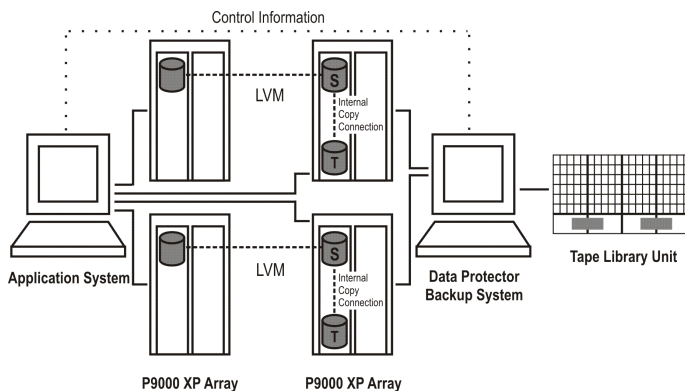 Control Information
LVM
S
Internal
Copy
Connection
T
Application System
LVM
S
Internal
Copy
Connection
T
Data Protector
Backup System
Tape Library Unit
P9000 XP Array
P9000 XP Array